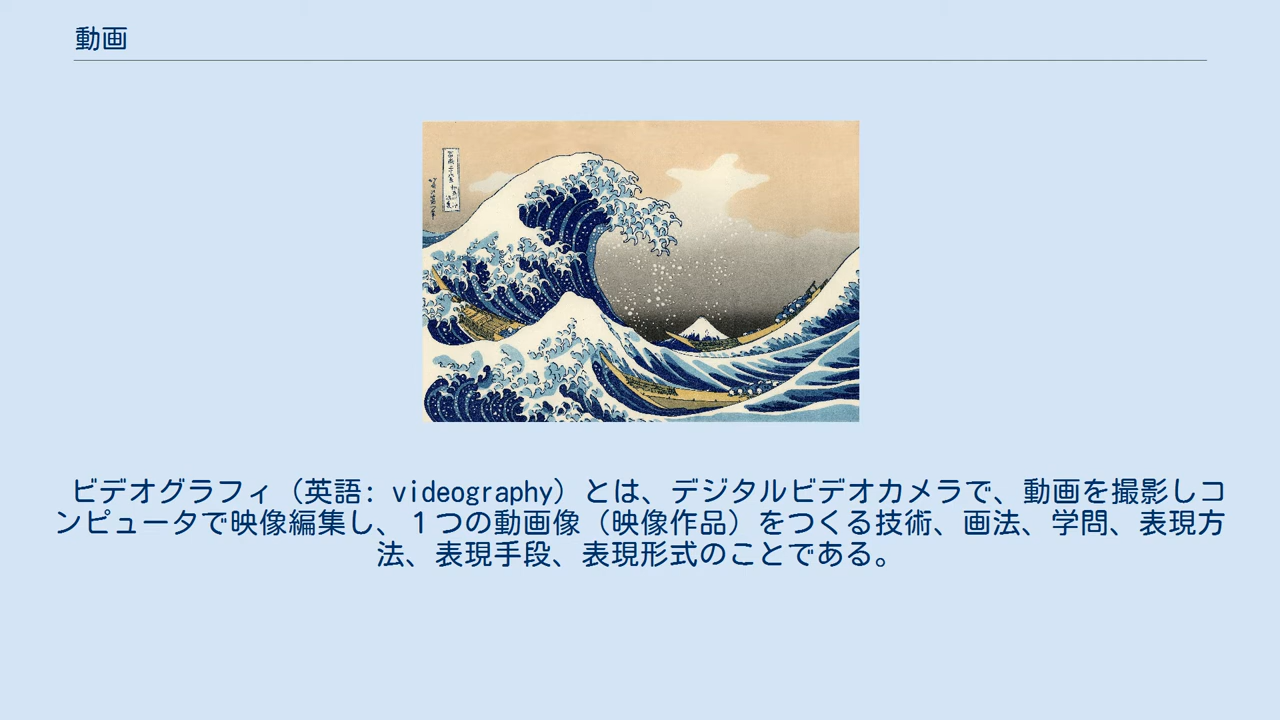 動画
ビデオグラフィ（英語: videography）とは、デジタルビデオカメラで、動画を撮影しコ
ンピュータで映像編集し、１つの動画像（映像作品）をつくる技術、画法、学問、表現方
法、表現手段、表現形式のことである。